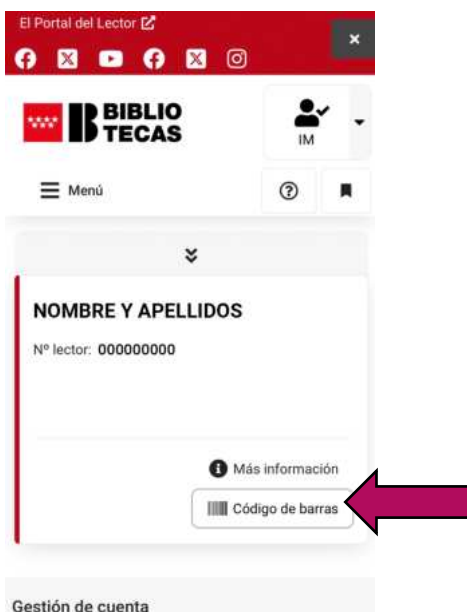 El Portal del Lector
BIBLIO
TECAS
IM
Menú
NOMBRE Y APELLIDOS
Nº lector: 000000000
Más información
Código de barras
Gestión de cuenta